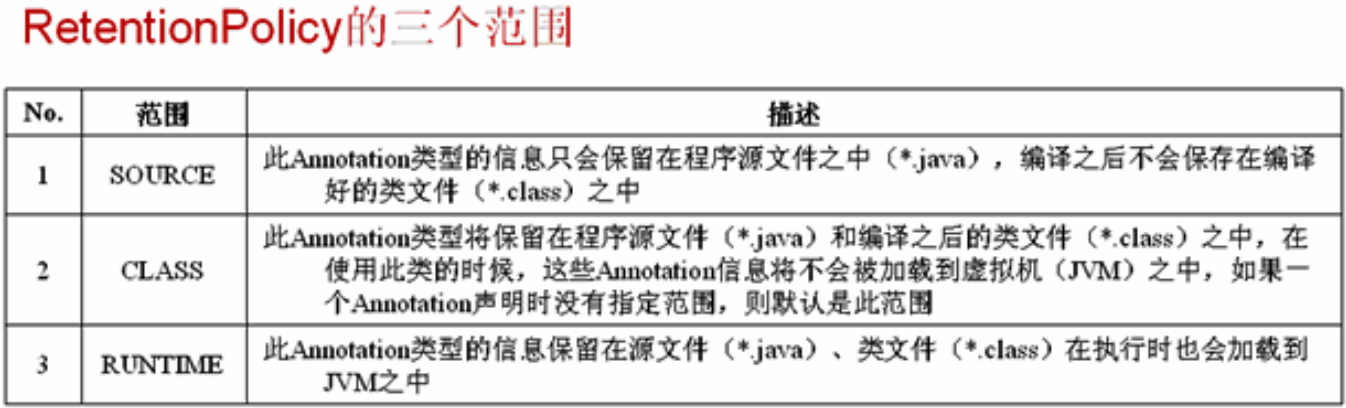 RetentionPolicy的三个范围
No. 范围 描述
1 SOURCE 此Annotation类型的信息只会保留在程序源文件之中（*.java），编译之后不会保存在编译
好的类文件（*.class）之中
2 CLASS 此Annotation类型将保留在程序源文件（*.java）和编译之后的类文件（*.class）之中，在
使用此类的时候，这些Annotation信息将不会被加载到虚拟机（JVM）之中，如果一
个Annotation声明时没有指定范围，则默认是此范围
3 RUNTIME 此Annotation类型的信息保留在源文件（*.java）、类文件（*.class）在执行时也会加载到
JVM之中